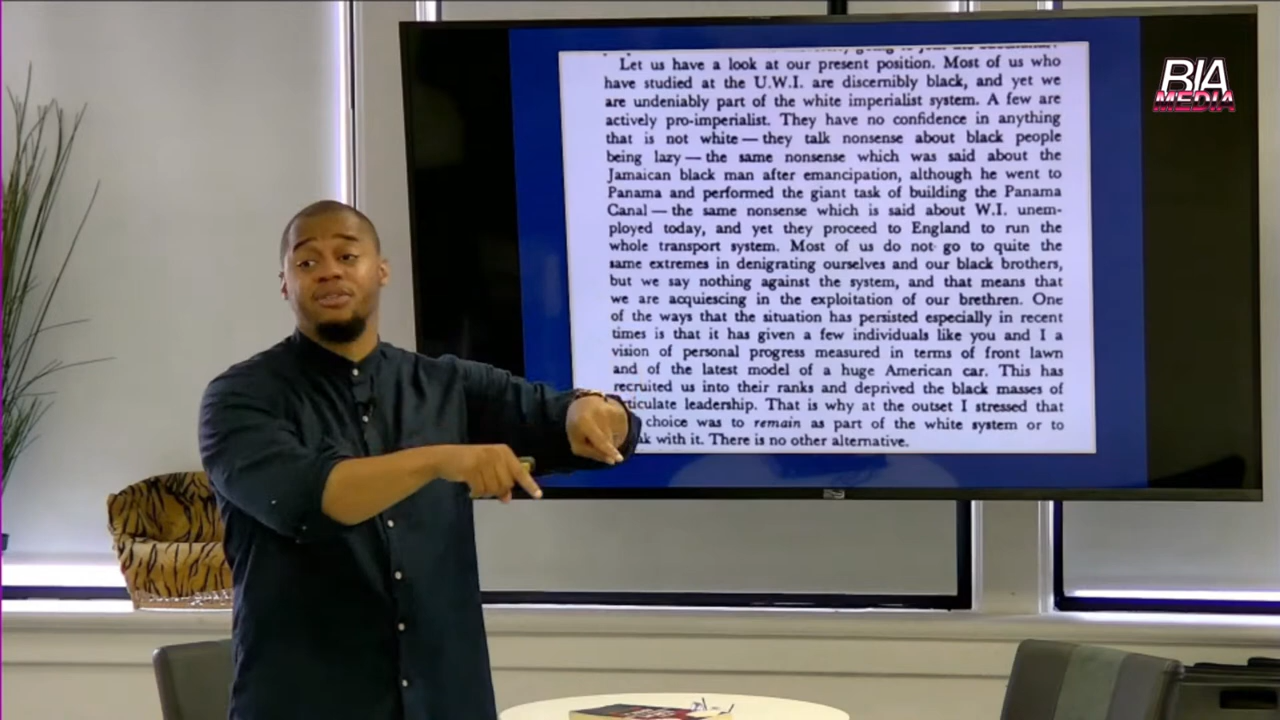 Let us have a look at our present position. Most of us who
have studied at the U.W.I. are discernibly black, and yet we
are undeniably part of the white imperialist system. A few are
actively pro-imperialist. They have no confidence in anything
that is not white — they talk nonsense about black people
being lazy — the same nonsense which was said about the
Jamaican black man after emancipation, although he went to
Panama and performed the giant task of building the Panama
Canal — the same nonsense which is said about W.I. unem-
ployed today, and yet they proceed to England to run the
whole transport system. Most of us do not go to quite the
same extremes in denigrating ourselves and our black brothers,
but we say nothing against the system, and that means that
we are acquiescing in the exploitation of our brethren. One
of the ways that the situation has persisted especially in recent
times is that it has given a few individuals like you and I a
vision of personal progress measured in terms of front lawn
and of the latest model of a huge American car. This has
recruited us into their ranks and deprived the black masses of
ticulate leadership. That is why at the outset I stressed that
choice was to remain as part of the white system or to
ak with it. There is no other alternative.
BIA
MEDIA